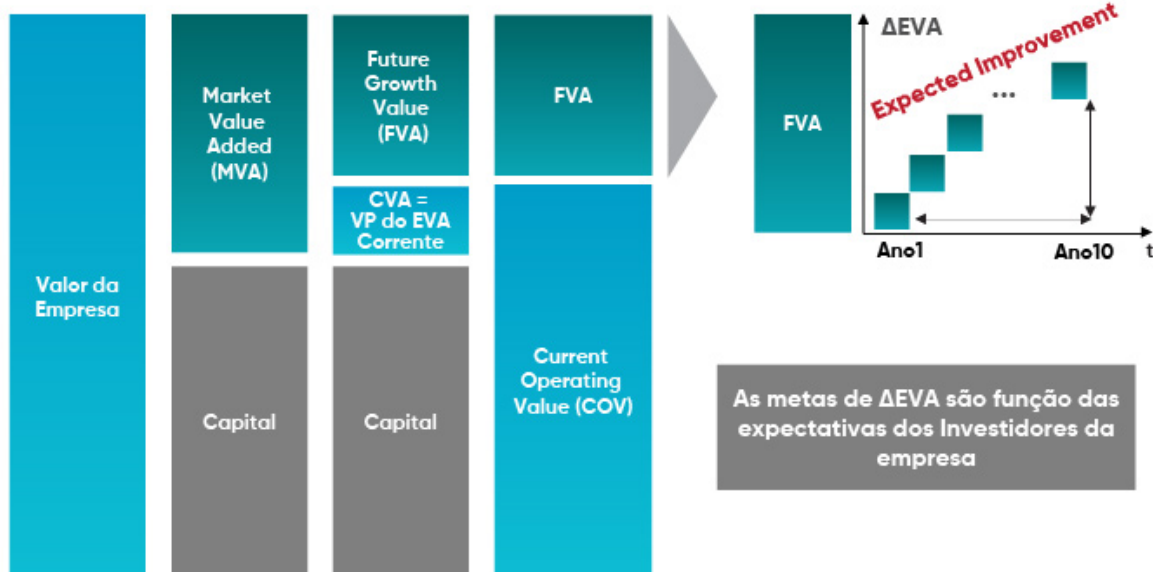 Valor da
Empresa
Market
Value
Added
(MVA)
Capital
Future
Growth
Value
(FVA)
CVA =
VP do EVA
Corrente
Capital
FVA
Current
Operating
Value (COV)
FVA
ΔEVA
Expected Improvement
...
Ano1
Ano10
t
As metas de ΔEVA são função das
expectativas dos Investidores da
empresa